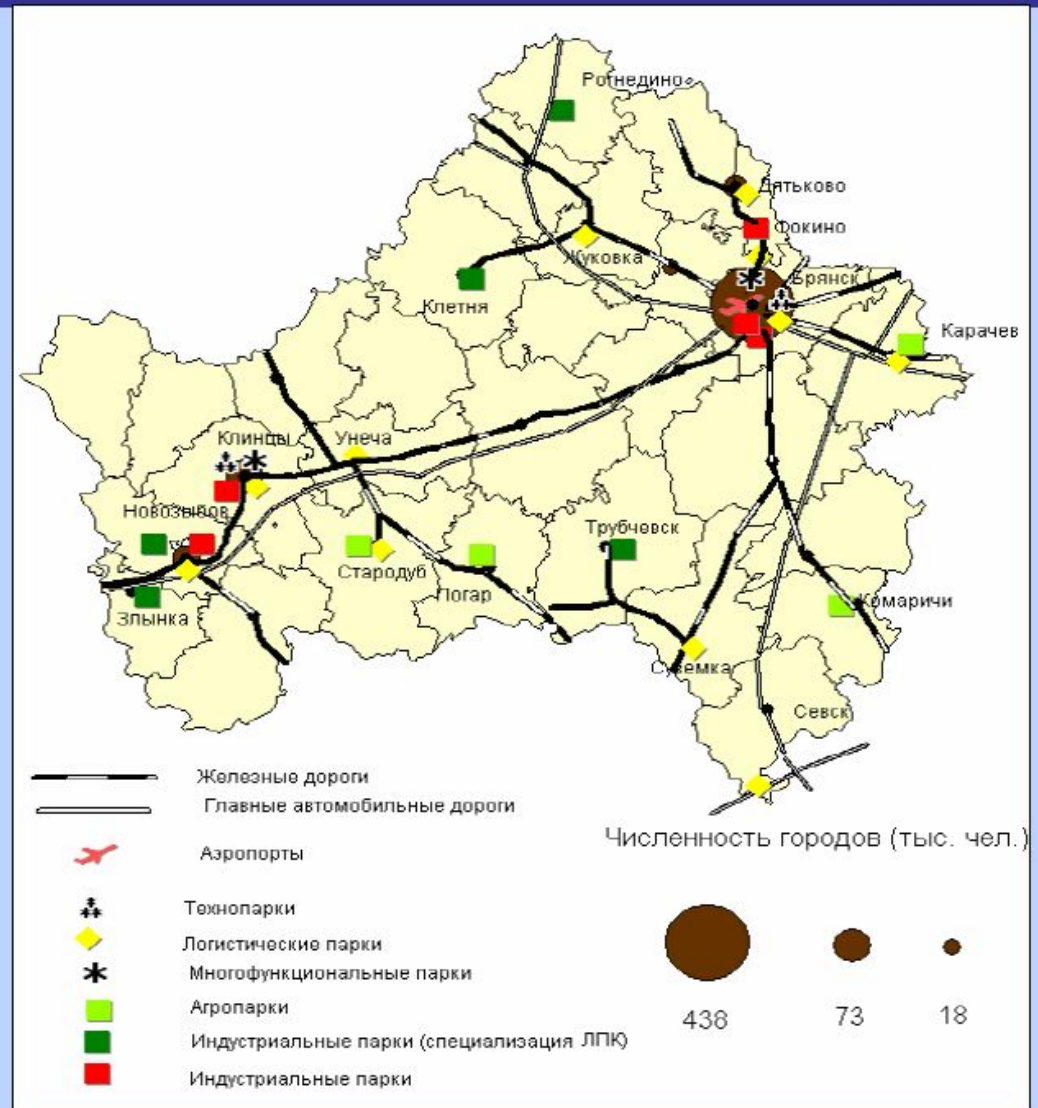 Рогнедино
Дятьково
Фокино
Жуковка
Брянск
Клетня
Карачев
Клинцы
Унеча
Новозыбов
Трубчевск
Стародуб
Погар
Злынка
Комаричи
Суземка
Севск
Железные дороги
Главные автомобильные дороги
Численность городов (тыс. чел.)
Аэропорты
Технопарки
Логистические парки
Многофункциональные парки
Агропарки
438
73
18
Индустриальные парки (специализация ЛПК)
Индустриальные парки